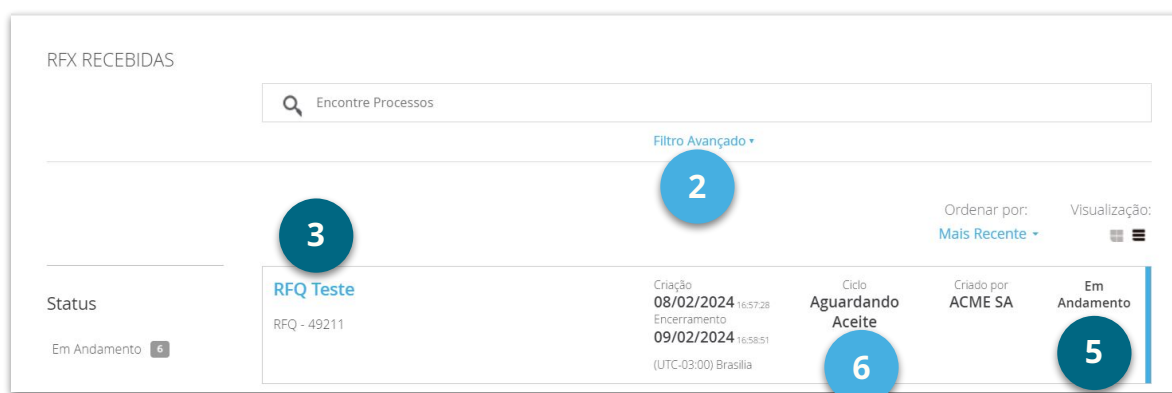 RFX RECEBIDAS
Encontre Processos
Filtro Avançado
2
3
Ordenar por:
Visualização:
Mais Recente
Status
Em Andamento 6
RFQ Teste
RFQ - 49211
Criação
08/02/2024 16:57:28
Encerramento
09/02/2024 16:58:51
(UTC-03:00) Brasilia
Ciclo
Aguardando
Aceite
6
Criado por
ACME SA
Em
Andamento
5